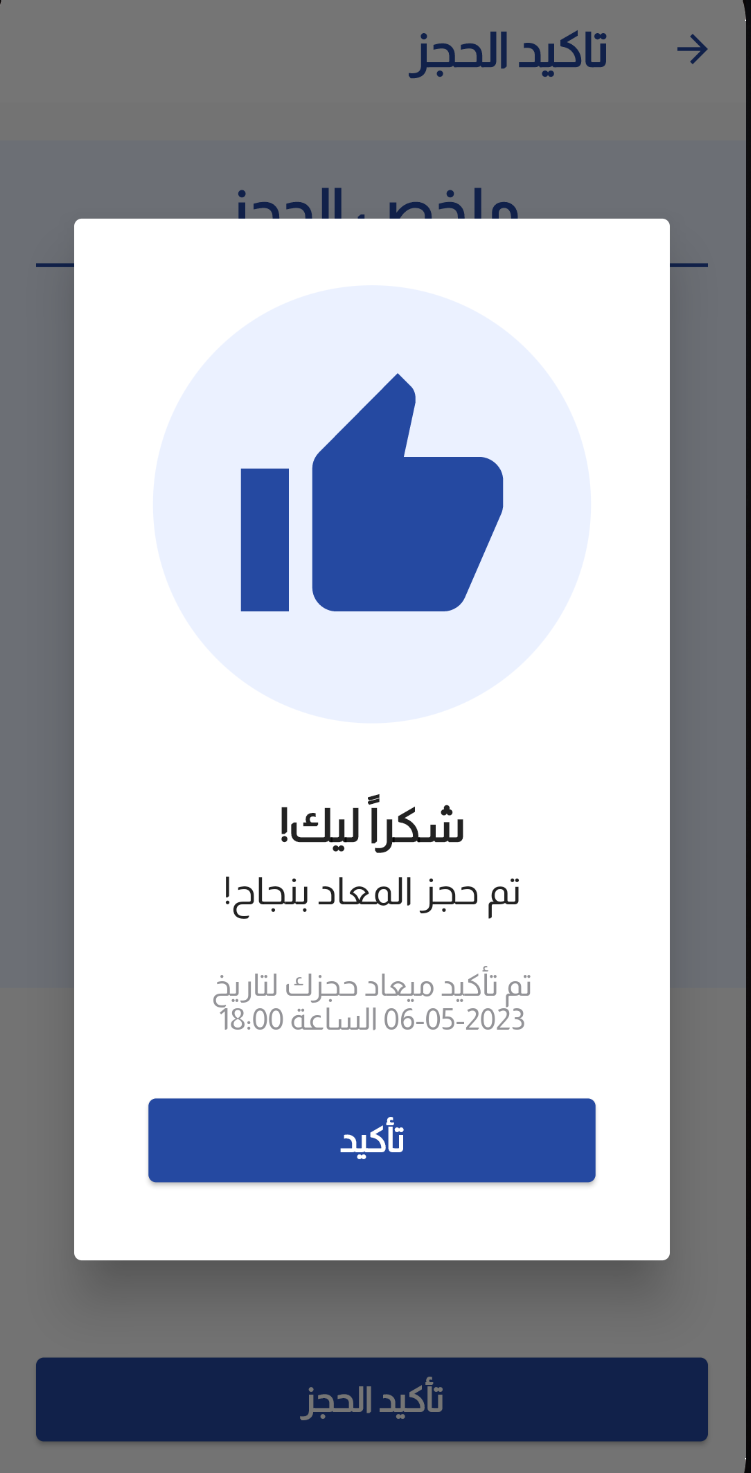 تاكيد الحجز
ملخص الحجز
شكراً ليك!
تم حجز المعاد بنجاح!
تم تأكيد ميعاد حجزك لتاريخ
06-05-2023 الساعة 18:00
تأكيد
تأكيد الحجز